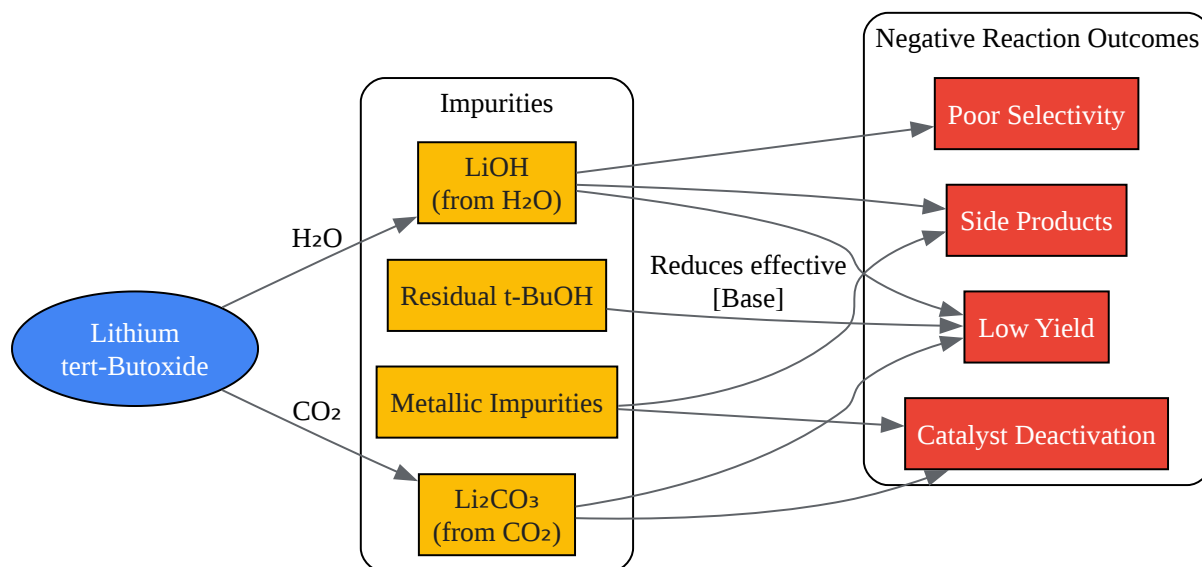 Negative Reaction Outcomes
Impurities
Poor Selectivity
LiOH
(from H₂O)
H₂O
Side Products
Reduces effective
[Base]
Residual t-BuOH
Low Yield
Lithium
tert-Butoxide
Metallic Impurities
CO₂
Catalyst Deactivation
Li₂CO₃
(from CO₂)